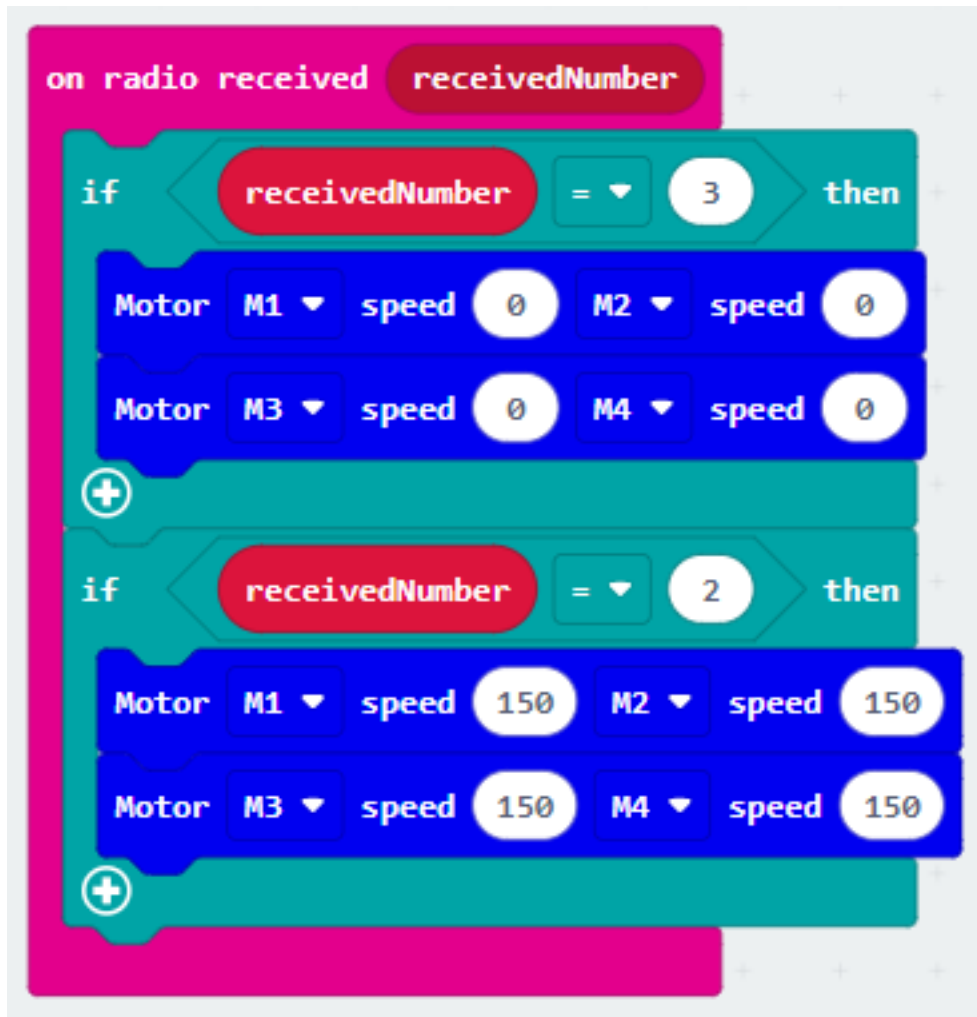 on radio received receivedNumber
if receivedNumber = 3 then
Motor M1 speed 0 M2 speed 0
Motor M3 speed 0 M4 speed 0
if receivedNumber = 2 then
Motor M1 speed 150 M2 speed 150
Motor M3 speed 150 M4 speed 150